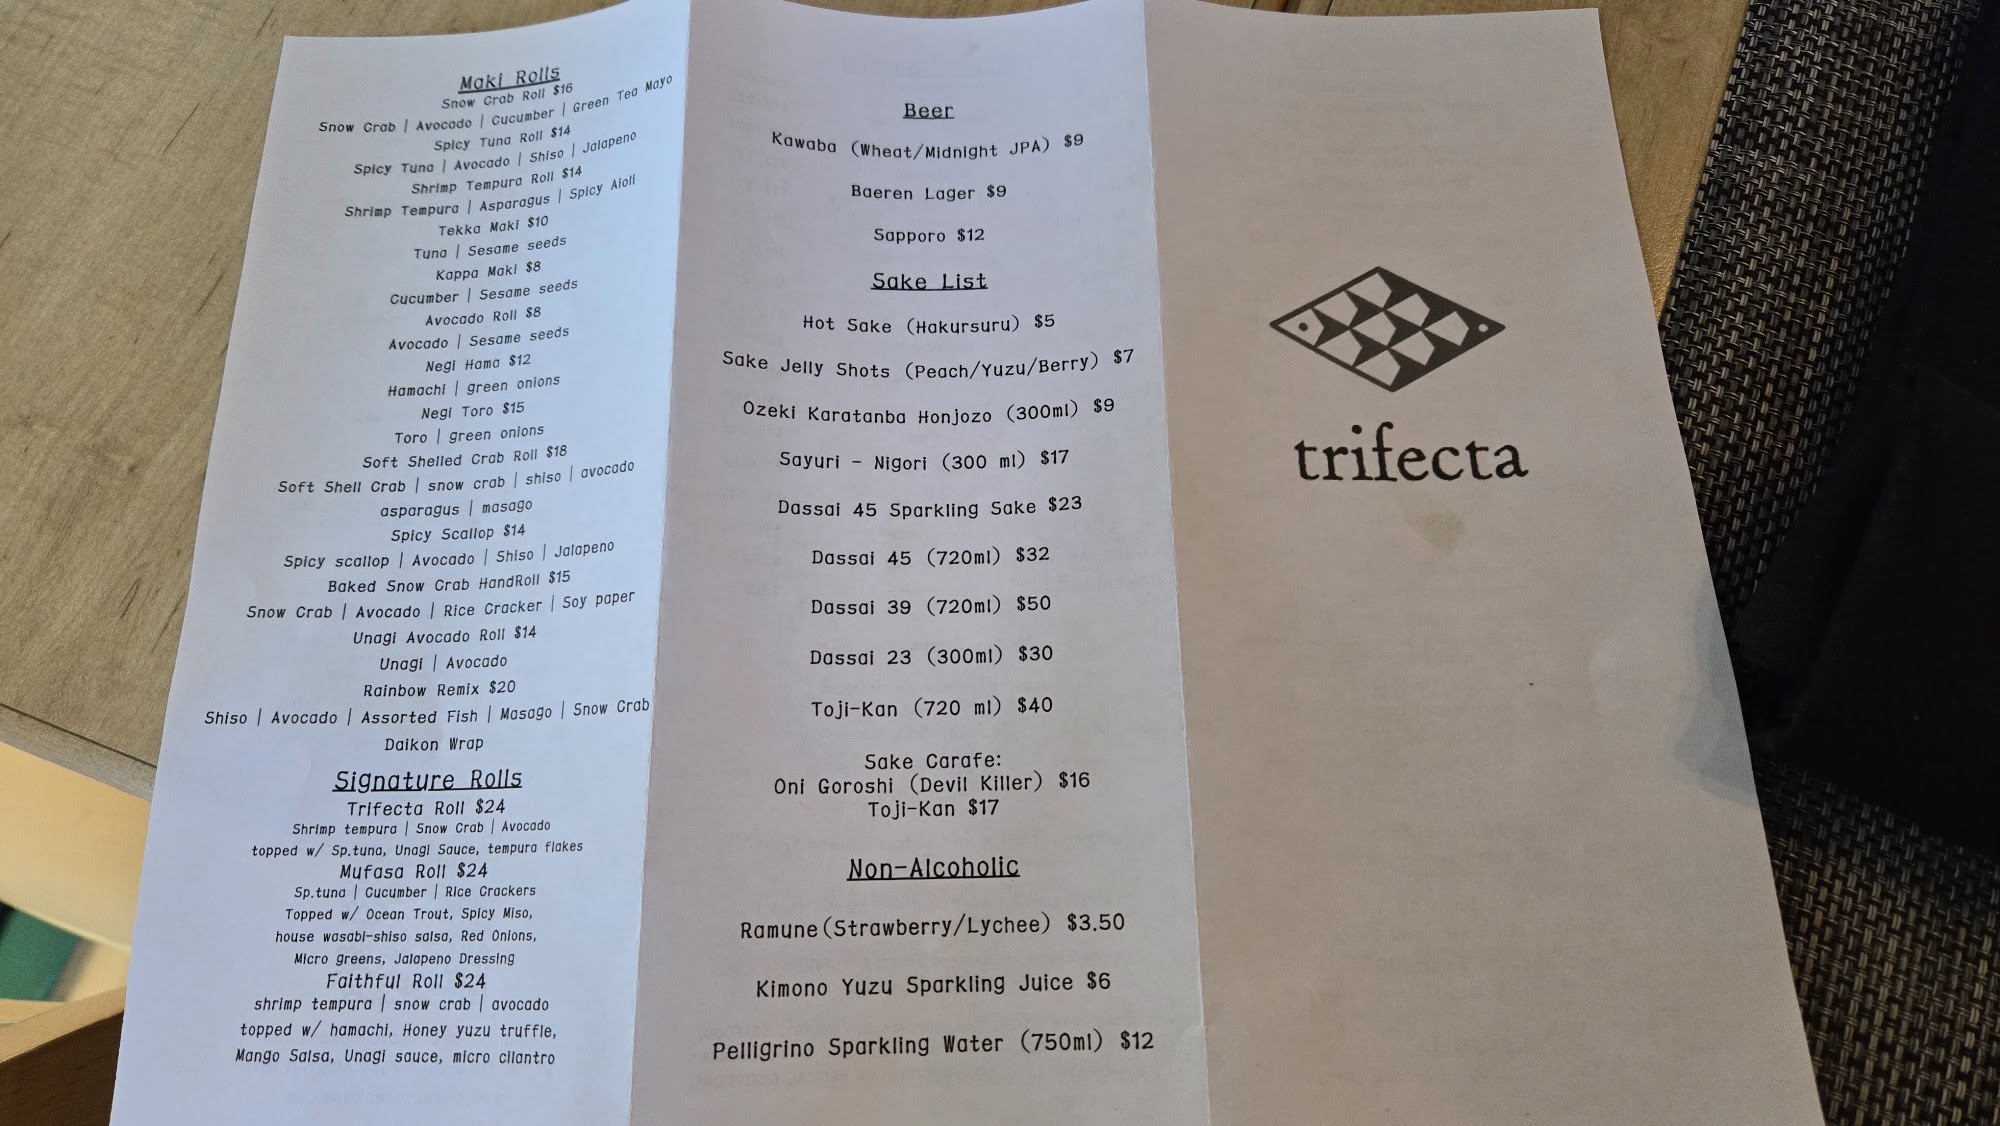 Maki Rolls
Snow Crab Roll $16
Snow Crab | Avocado | Cucumber | Green Tea Mayo
Spicy Tuna Roll $14
Spicy Tuna | Avocado | Shiso | Jalapeno
Shrimp Tempura Roll $14
Shrimp Tempura | Asparagus | Spicy Aioli
Tekka Maki $10
Tuna | Sesame seeds
Kappa Maki $8
Cucumber | Sesame seeds
Avocado Roll $8
Avocado | Sesame seeds
Negi Hama $12
Hamachi | green onions
Negi Toro $15
Toro | green onions
Soft Shelled Crab Roll $18
Soft Shell Crab | snow crab | shiso | avocado
asparagus | masago
Spicy Scallop $14
Spicy scallop | Avocado | Shiso | Jalapeno
Baked Snow Crab HandRoll $15
Snow Crab | Avocado | Rice Cracker | Soy paper
Unagi Avocado Roll $14
Unagi | Avocado
Rainbow Remix $20
Shiso | Avocado | Assorted Fish | Masago | Snow Crab
Daikon Wrap
Signature Rolls
Trifecta Roll $24
Shrimp tempura | Snow Crab | Avocado
topped w/ Sp.tuna, Unagi Sauce, tempura flakes
Mufasa Roll $24
Sp.tuna | Cucumber | Rice Crackers
Topped w/ Ocean Trout, Spicy Miso,
house wasabi-shiso salsa, Red Onions,
Micro greens, Jalapeno Dressing
Faithful Roll $24
shrimp tempura | snow crab | avocado
topped w/ hamachi, Honey yuzu truffle,
Mango Salsa, Unagi sauce, micro cilantro
Beer
Kawaba (Wheat/Midnight JPA) $9
Baeren Lager $9
Sapporo $12
Sake List
Hot Sake (Hakursuru) $5
Sake Jelly Shots (Peach/Yuzu/Berry) $7
Ozeki Karatanba Honjozo (300ml) $9
Sayuri - Nigori (300 ml) $17
Dassai 45 Sparkling Sake $23
Dassai 45 (720ml) $32
Dassai 39 (720ml) $50
Dassai 23 (300ml) $30
Toji-Kan (720 ml) $40
Sake Carafe:
Oni Goroshi (Devil Killer) $16
Toji-Kan $17
Non-Alcoholic
Ramune(Strawberry/Lychee) $3.50
Kimono Yuzu Sparkling Juice $6
Pelligrino Sparkling Water (750ml) $12
trifecta